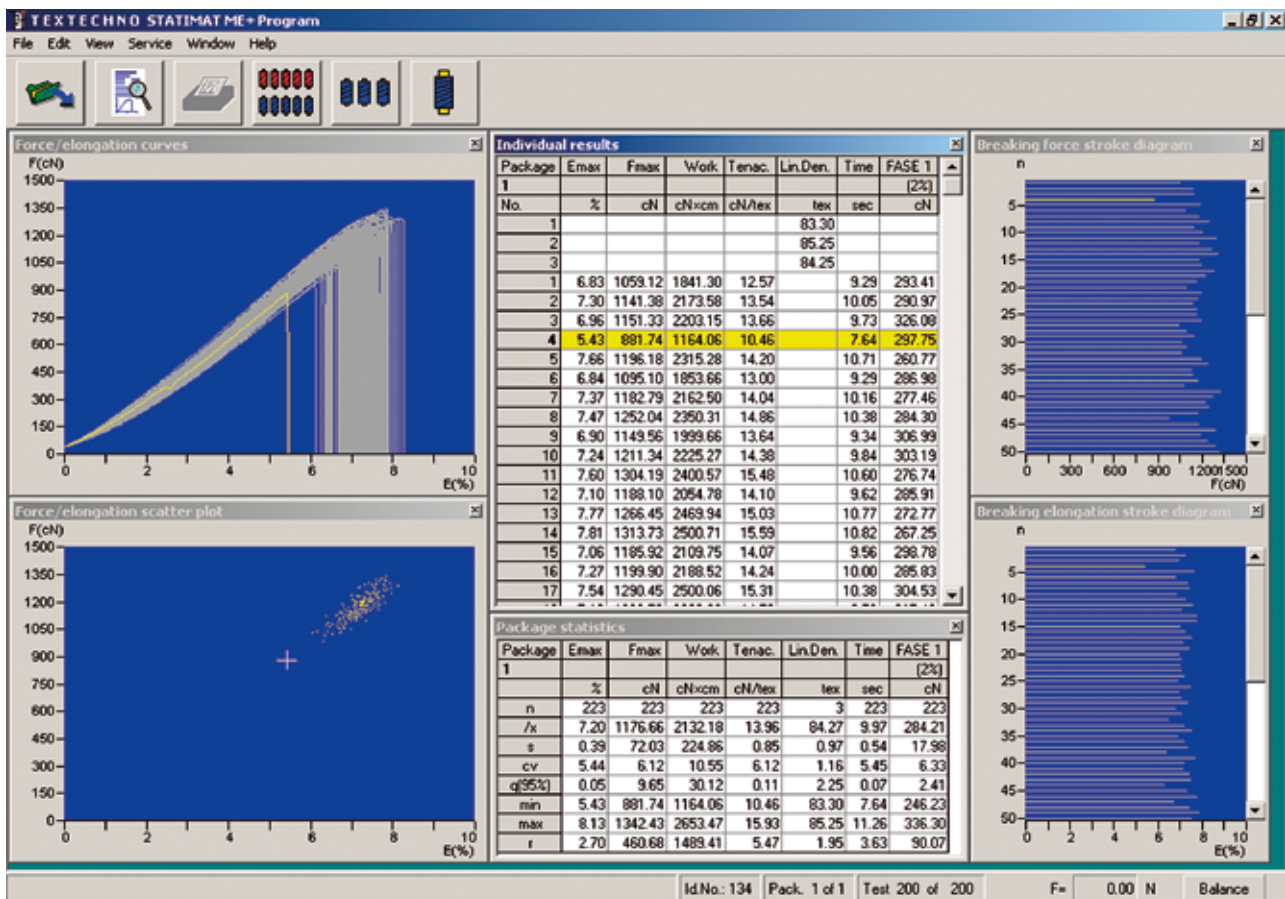 TEXTECHNO STATIMAT ME+ Program
File Edit View Service Window Help
Force/elongation curves
F(cN)
1500
1350
1200
1050
900
750
600
450
300
150
0
0 2 4 6 8 10
E(%)
Force/elongation scatter plot
F(cN)
1500
1350
1200
1050
900
750
600
450
300
150
0
0 2 4 6 8 10
E(%)
Individual results
Package Emax Fmax Work Tenac. Lin.Den. Time FASE 1
1 (2%)
No. % cN cN×cm cN/tex tex sec cN
1 83.30
2 85.25
3 84.25
1 6.83 1059.12 1841.30 12.57 9.29 293.41
2 7.30 1141.38 2173.58 13.54 10.05 290.97
3 6.96 1151.33 2203.15 13.66 9.73 326.08
4 5.43 881.74 1164.06 10.46 7.64 297.75
5 7.66 1196.18 2315.28 14.20 10.71 260.77
6 6.84 1095.10 1853.66 13.00 9.29 286.98
7 7.37 1182.79 2162.50 14.04 10.16 277.46
8 7.47 1252.04 2350.31 14.86 10.38 284.30
9 6.90 1149.56 1999.66 13.64 9.34 306.99
10 7.24 1211.34 2225.27 14.38 9.84 303.19
11 7.60 1304.19 2400.57 15.48 10.60 276.74
12 7.10 1188.10 2054.78 14.10 9.62 285.91
13 7.77 1266.45 2469.94 15.03 10.77 272.77
14 7.81 1313.73 2500.71 15.59 10.82 267.25
15 7.06 1185.92 2109.75 14.07 9.56 298.78
16 7.27 1199.90 2188.52 14.24 10.00 285.83
17 7.54 1290.45 2500.06 15.31 10.38 304.53
Package statistics
Package Emax Fmax Work Tenac. Lin.Den. Time FASE 1
1 (2%)
% cN cN×cm cN/tex tex sec cN
n 223 223 223 223 3 223 223
/x 7.20 1176.66 2132.18 13.96 84.27 9.97 284.21
s 0.39 72.03 224.86 0.85 0.97 0.54 17.98
cv 5.44 6.12 10.55 6.12 1.16 5.45 6.33
q(95%) 0.05 9.65 30.12 0.11 2.25 0.07 2.41
min 5.43 881.74 1164.06 10.46 83.30 7.64 246.23
max 8.13 1342.43 2653.47 15.93 85.25 11.26 336.30
r 2.70 460.68 1489.41 5.47 1.95 3.63 90.07
Breaking force stroke diagram
n
5
10
15
20
25
30
35
40
45
50
0 300 600 900 1200 1500
F(cN)
Breaking elongation stroke diagram
n
5
10
15
20
25
30
35
40
45
50
0 2 4 6 8 10
E(%)
Id.No.: 134 Pack. 1 of 1 Test 200 of 200 F= 0.00 N Balance